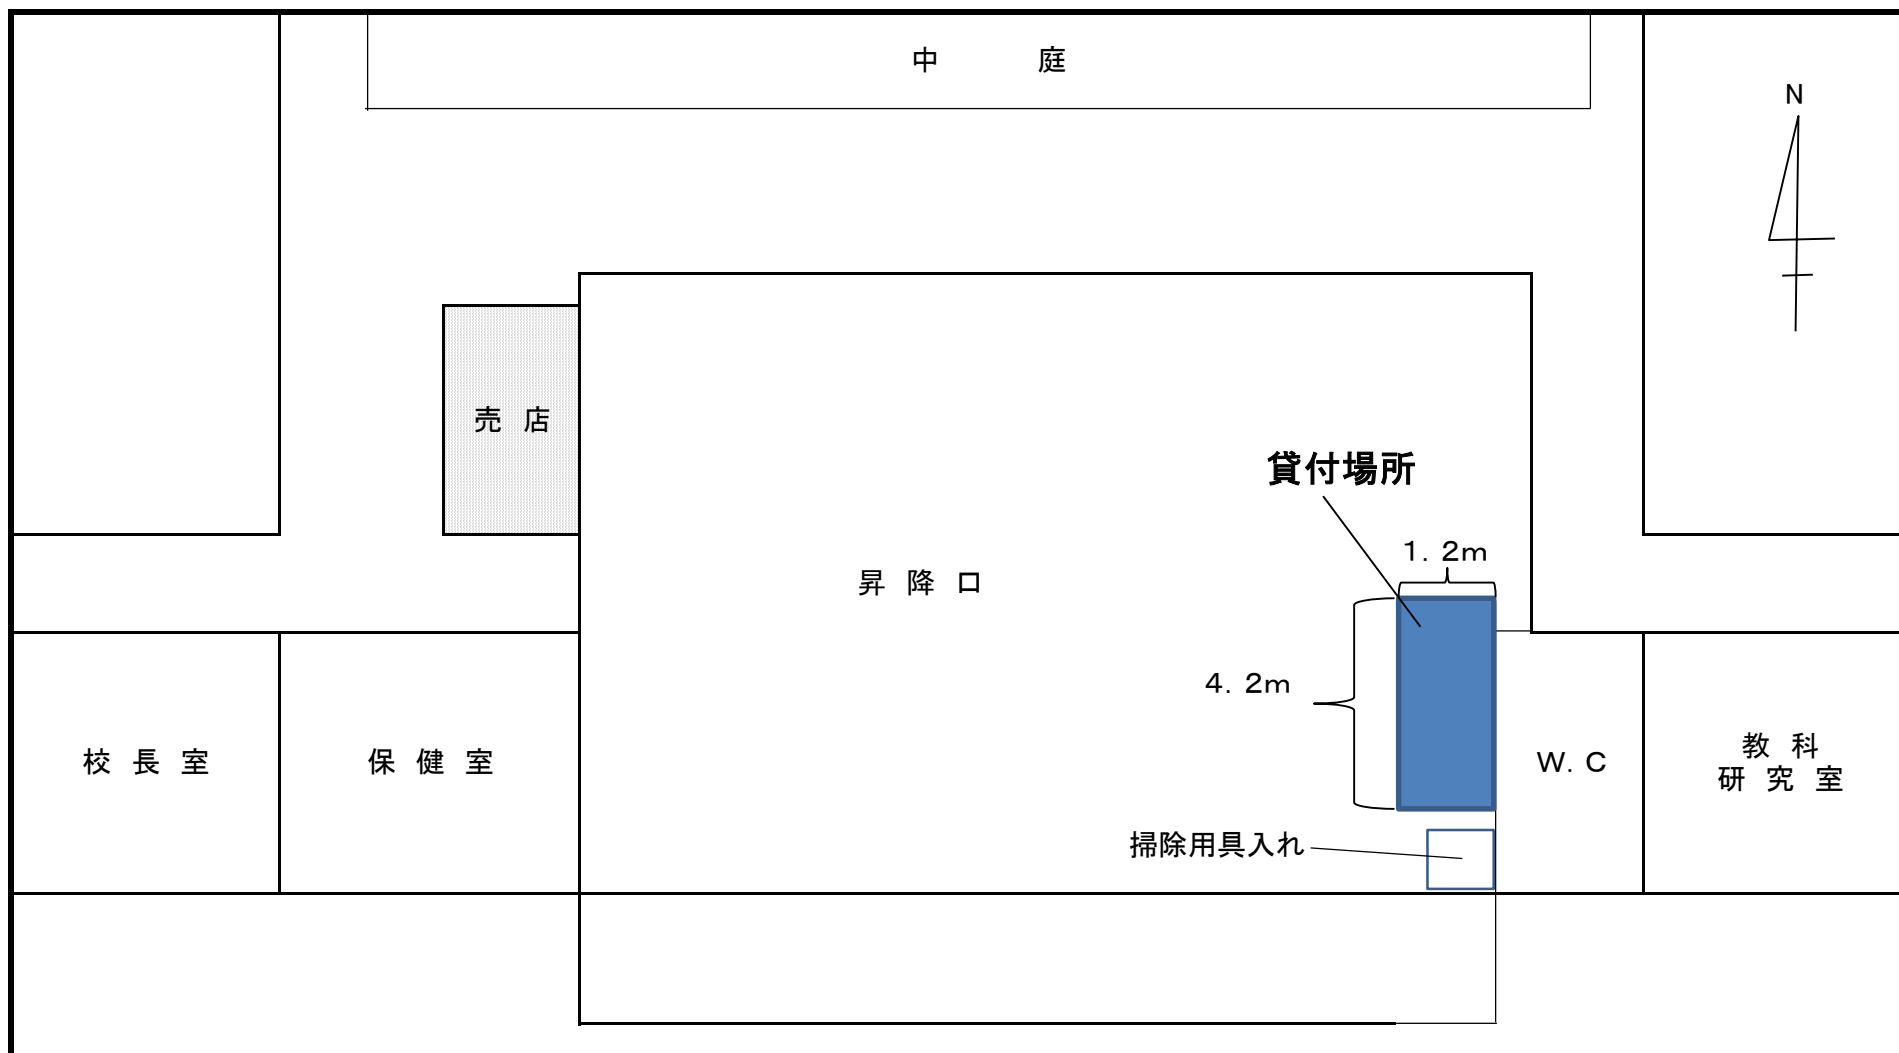 中 庭
N
売 店
貸付場所
1. 2m
昇 降 口
4. 2m
校 長 室
保 健 室
W. C
教 科
研 究 室
掃除用具入れ